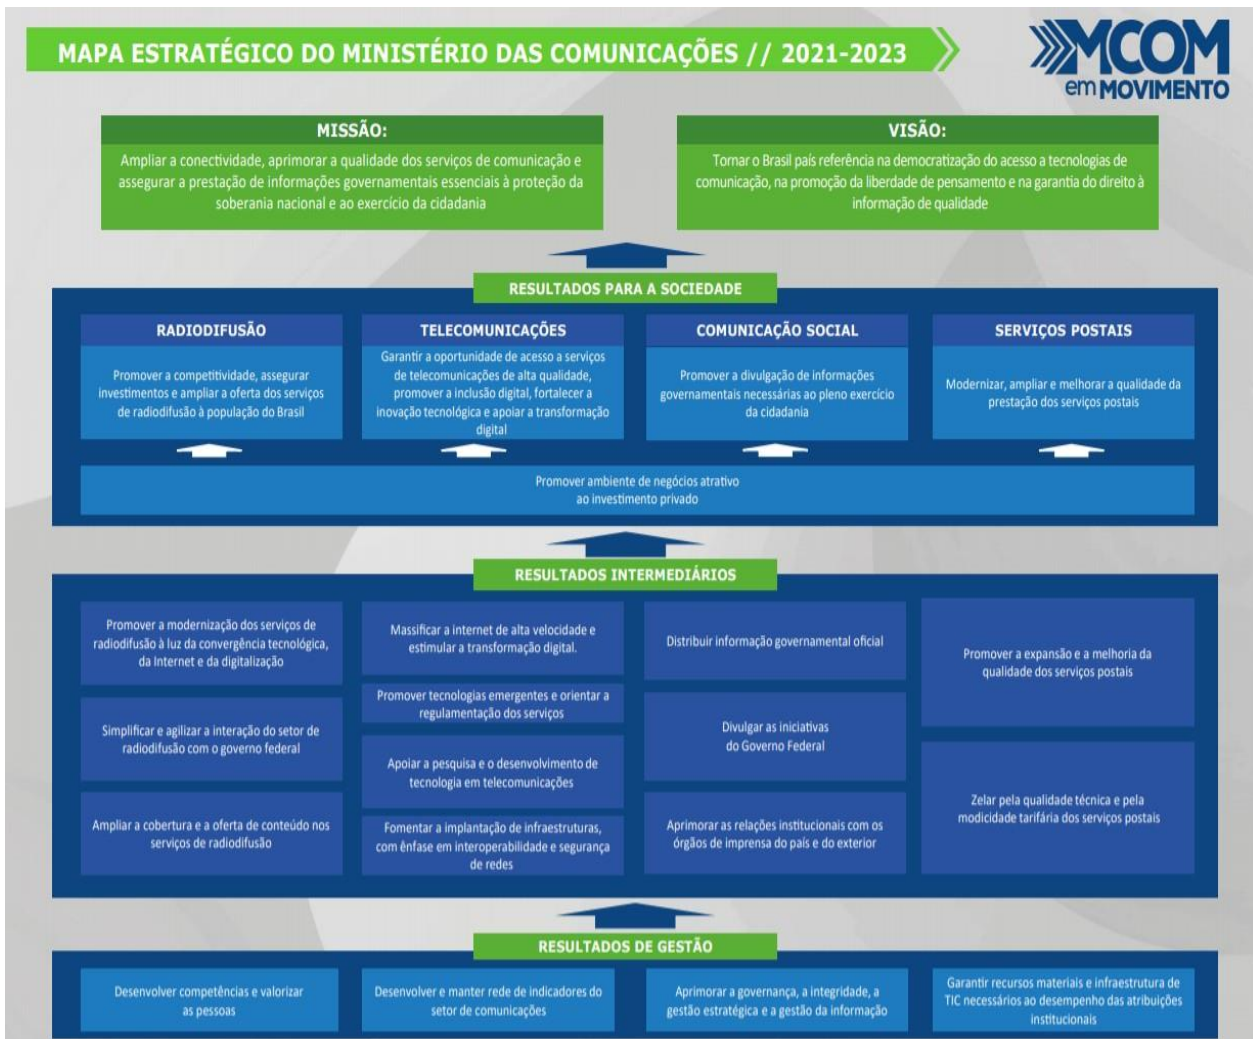 MAPA ESTRATÉGICO DO MINISTÉRIO DAS COMUNICAÇÕES // 2021-2023
MCOM
em MOVIMENTO
MISSÃO:
Ampliar a conectividade, aprimorar a qualidade dos serviços de comunicação e
assegurar a prestação de informações governamentais essenciais à proteção da
soberania nacional e ao exercício da cidadania
VISÃO:
Tornar o Brasil país referência na democratização do acesso a tecnologias de
comunicação, na promoção da liberdade de pensamento e na garantia do direito à
informação de qualidade
RESULTADOS PARA A SOCIEDADE
RADIODIFUSÃO
Promover a competitividade, assegurar
investimentos e ampliar a oferta dos serviços
de radiodifusão à população do Brasil
TELECOMUNICAÇÕES
Garantir a oportunidade de acesso a serviços
de telecomunicações de alta qualidade,
promover a inclusão digital, fortalecer a
inovação tecnológica e apoiar a transformação
digital
COMUNICAÇÃO SOCIAL
Promover a divulgação de informações
governamentais necessárias ao pleno exercício
da cidadania
SERVIÇOS POSTAIS
Modernizar, ampliar e melhorar a qualidade da
prestação dos serviços postais
Promover ambiente de negócios atrativo
ao investimento privado
RESULTADOS INTERMEDIÁRIOS
Promover a modernização dos serviços de
radiodifusão à luz da convergência tecnológica,
da Internet e da digitalização
Simplificar e agilizar a interação do setor de
radiodifusão com o governo federal
Ampliar a cobertura e a oferta de conteúdo nos
serviços de radiodifusão
Massificar a internet de alta velocidade e
estimular a transformação digital.
Promover tecnologias emergentes e orientar a
regulamentação dos serviços
Apoiar a pesquisa e o desenvolvimento de
tecnologia em telecomunicações
Fomentar a implantação de infraestruturas,
com ênfase em interoperabilidade e segurança
de redes
Distribuir informação governamental oficial
Divulgar as iniciativas
do Governo Federal
Aprimorar as relações institucionais com os
órgãos de imprensa do país e do exterior
Promover a expansão e a melhoria da
qualidade dos serviços postais
Zelar pela qualidade técnica e pela
modicidade tarifária dos serviços postais
RESULTADOS DE GESTÃO
Desenvolver competências e valorizar
as pessoas
Desenvolver e manter rede de indicadores do
setor de comunicações
Aprimorar a governança, a integridade, a
gestão estratégica e a gestão da informação
Garantir recursos materiais e infraestrutura de
TIC necessários ao desempenho das atribuições
institucionais